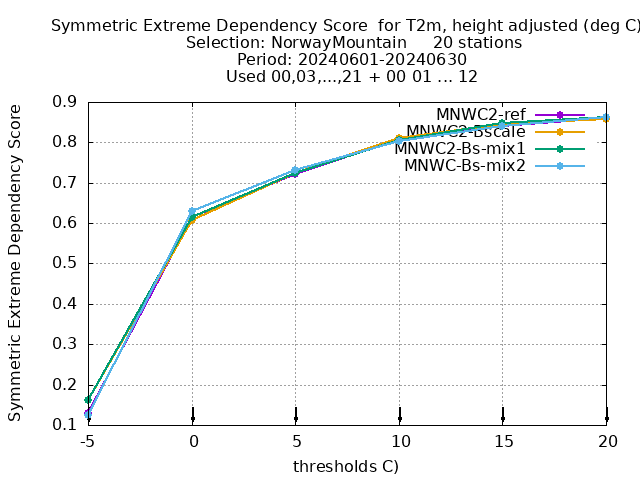 Symmetric Extreme Dependency Score for T2m, height adjusted (deg C)
Selection: NorwayMountain 20 stations
Period: 20240601-20240630
Used 00,03,...,21 + 00 01 ... 12
Symmetric Extreme Dependency Score
0.9
0.8
0.7
0.6
0.5
0.4
0.3
0.2
0.1
MNWC2-ref
MNWC2-Bscale
MNWC2-Bs-mix1
MNWC-Bs-mix2
-5 0 5 10 15 20
thresholds C)